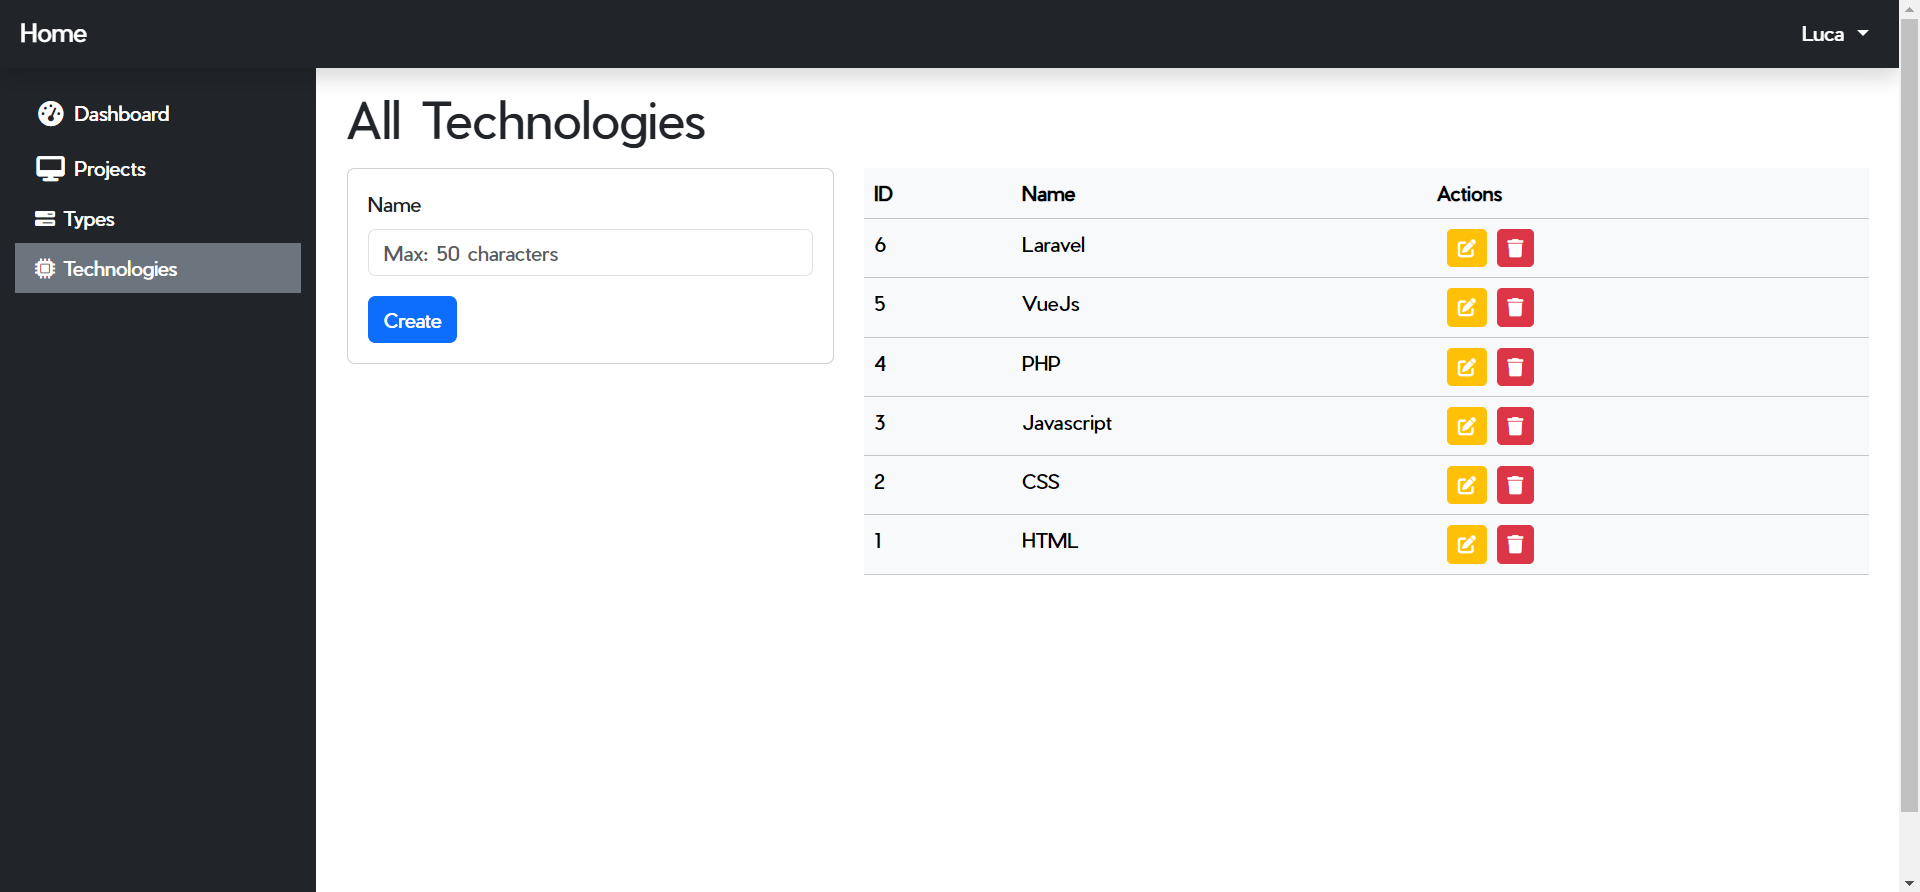 Home
Luca
Dashboard
Projects
Types
Technologies
All Technologies
Name
Max: 50 characters
Create
ID Name Actions
6 Laravel
5 VueJs
4 PHP
3 Javascript
2 CSS
1 HTML